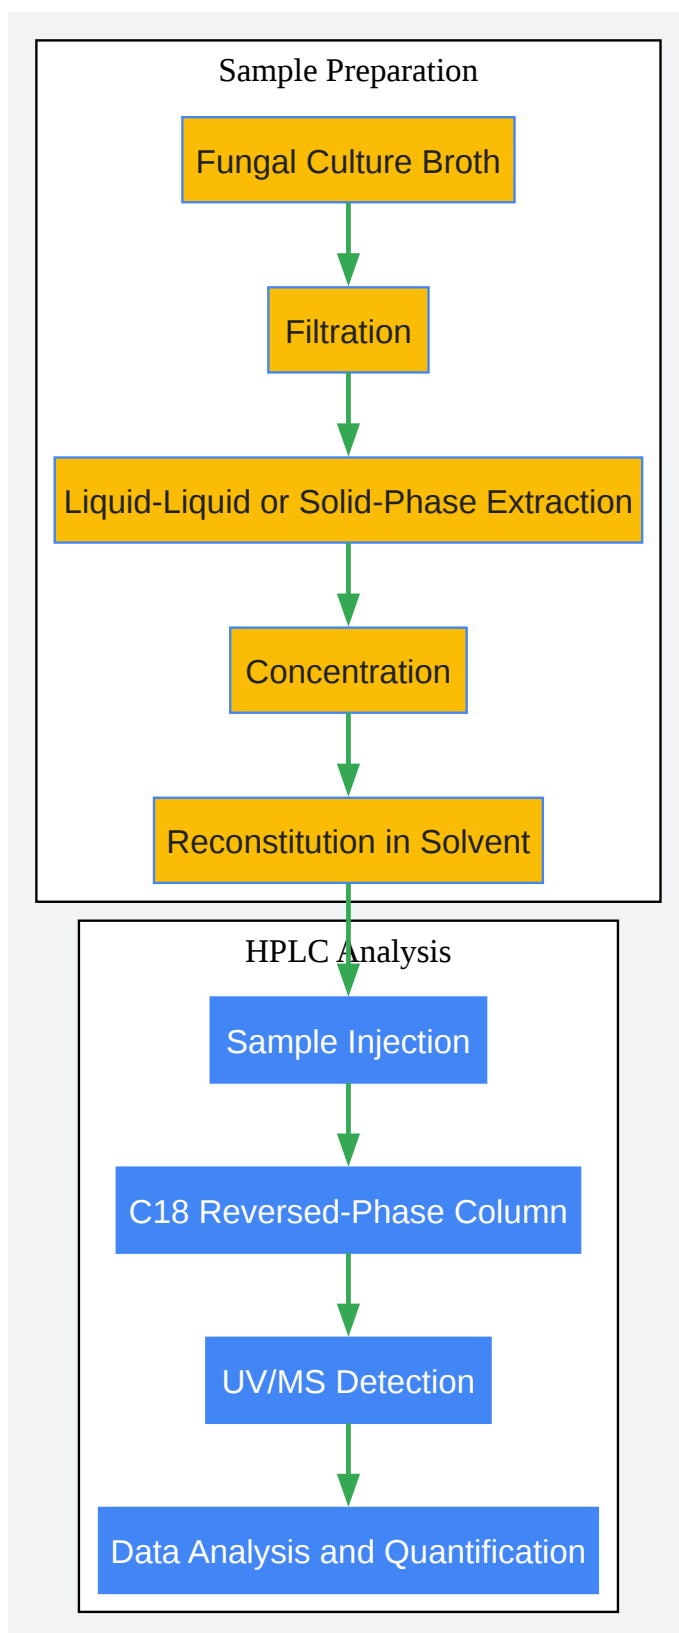 Sample Preparation
Fungal Culture Broth
Filtration
Liquid-Liquid or Solid-Phase Extraction
Concentration
Reconstitution in Solvent
HPLC Analysis
Sample Injection
C18 Reversed-Phase Column
UV/MS Detection
Data Analysis and Quantification